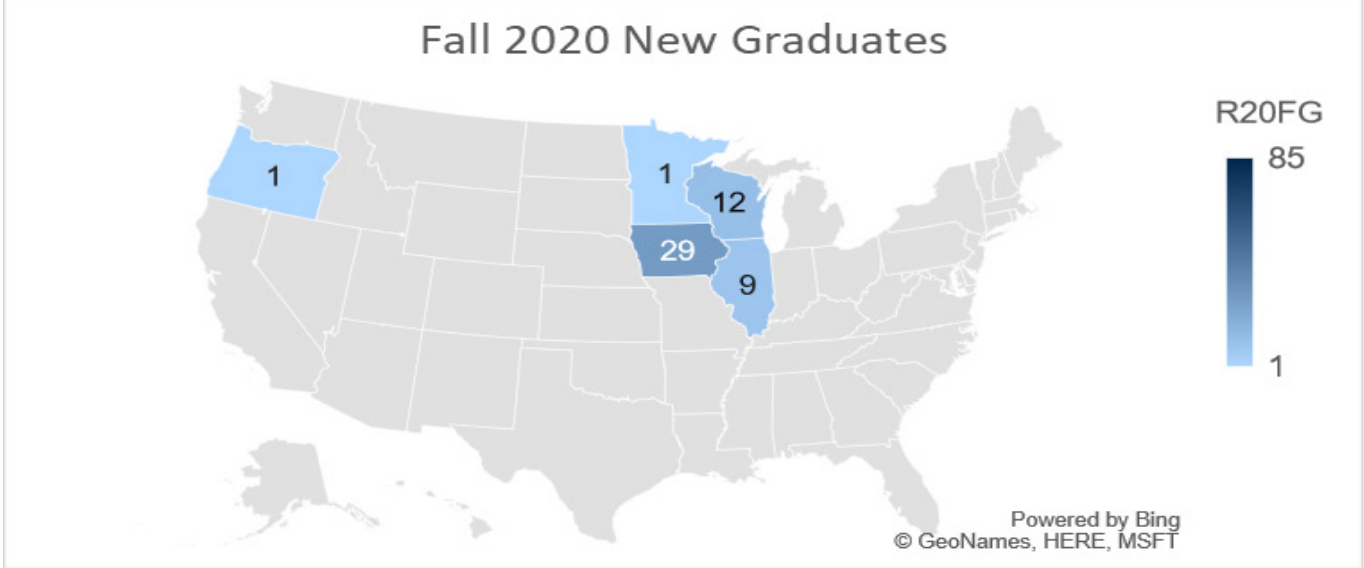 Fall 2020 New Graduates
R20FG
85
1
1
1
12
29
9
Powered by Bing
© GeoNames, HERE, MSFT